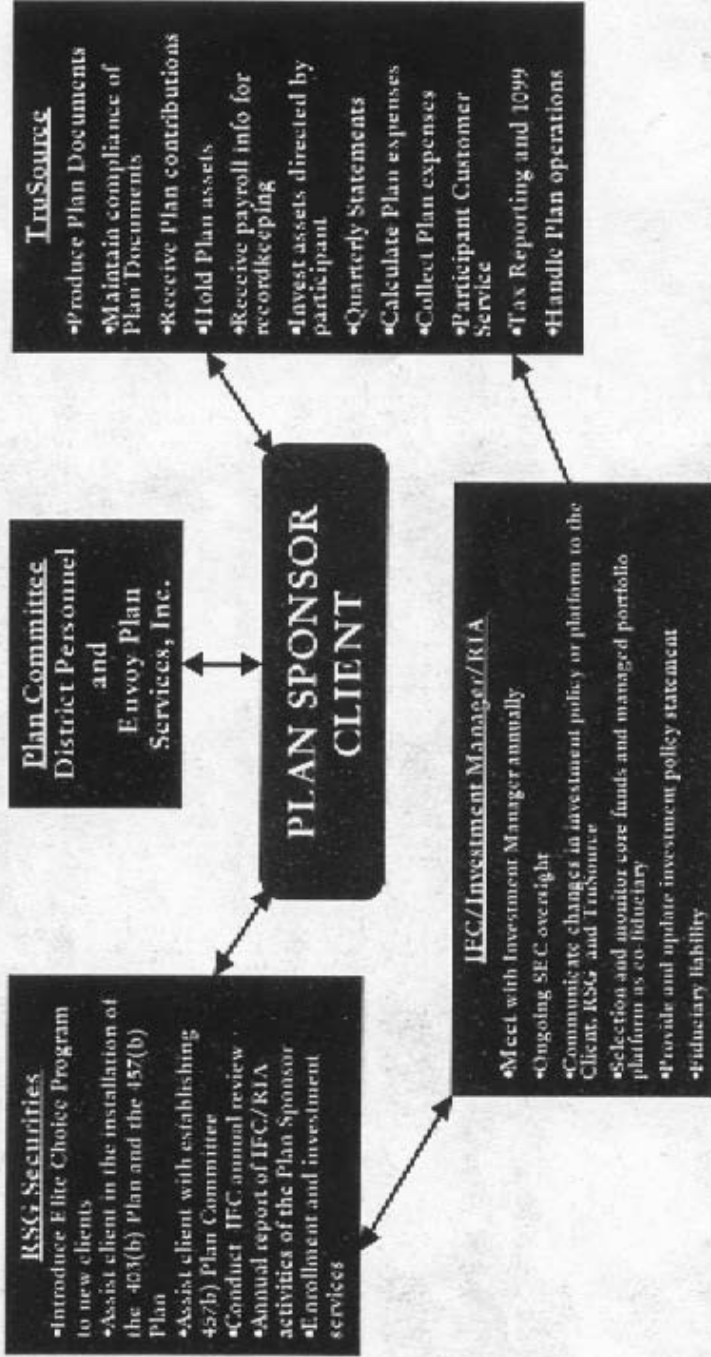 RSG Securities
•Introduce Elite Choice Program
to new clients
•Assist client in the installation of
the 403(b) Plan and the 457(b)
Plan
•Assist client with establishing
457(b) Plan Committee
•Conduct IFC annual review
•Annual report of IFC/RIA
activities of the Plan Sponsor
•Enrollment and investment
services
Plan Committee
District Personnel
and
Envoy Plan
Services, Inc.
TruSource
•Produce Plan Documents
•Maintain compliance of
Plan Documents
•Receive Plan contributions
•Hold Plan assets
•Receive payroll info for
recordkeeping
•Invest assets directed by
participant
•Quarterly Statements
•Calculate Plan expenses
•Collect Plan expenses
•Participant Customer
Service
•Tax Reporting and 1099
•Handle Plan operations
PLAN SPONSOR
CLIENT
IFC/Investment Manager/RIA
•Meet with Investment Manager annually
•Ongoing SEC oversight
•Communicate changes in investment policy or platform to the
Client, RSG and TruSource
•Selection and monitor core funds and managed portfolio
platform as co-fiduciary
•Provide and update investment policy statement
•Fiduciary liability